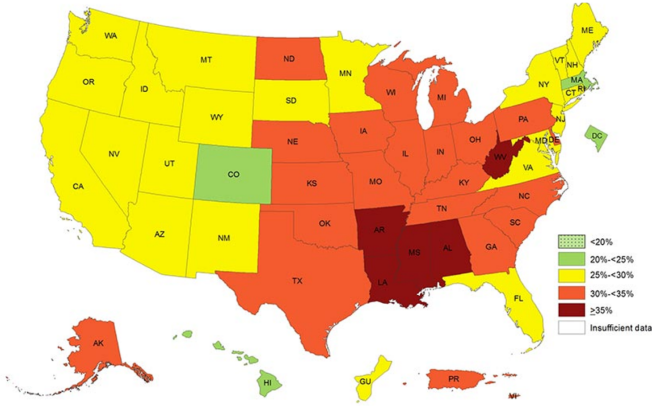 WA
MT
ND
MN
ME
VT
NH
OR
ID
SD
WI
MI
NY
MA
CT
RI
WY
IA
PA
NJ
NV
UT
CO
NE
IL
IN
OH
MD
DE
DC
CA
KS
MO
WV
VA
KY
AZ
NM
OK
AR
TN
NC
SC
TX
LA
MS
AL
GA
FL
<20%
20%-<25%
25%-<30%
30%-<35%
≥35%
Insufficient data
AK
HI
GU
PR
VI